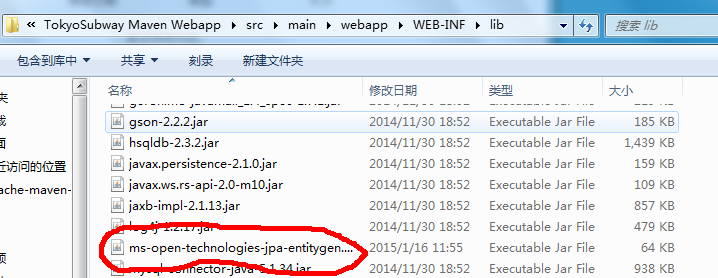 TokyoSubway Maven Webapp ▸ src ▸ main ▸ webapp ▸ WEB-INF ▸ lib
搜索 lib
包含到库中 共享 刻录 新建文件夹
名称 修改日期 类型 大小
gson-2.2.2.jar 2014/11/30 18:52 Executable Jar File 185 KB
hsqldb-2.3.2.jar 2014/11/30 18:52 Executable Jar File 1,439 KB
javax.persistence-2.1.0.jar 2014/11/30 18:52 Executable Jar File 159 KB
javax.ws.rs-api-2.0-m10.jar 2014/11/30 18:52 Executable Jar File 109 KB
jaxb-impl-2.1.13.jar 2014/11/30 18:52 Executable Jar File 857 KB
log4j-1.2.17.jar 2014/11/30 18:52 Executable Jar File 479 KB
ms-open-technologies-jpa-entitygen.... 2015/1/16 11:55 Executable Jar File 64 KB
mysql-connector-java-5.1.34.jar 2014/11/30 18:52 Executable Jar File 938 KB
夹
近访问的位置
ache-maven-